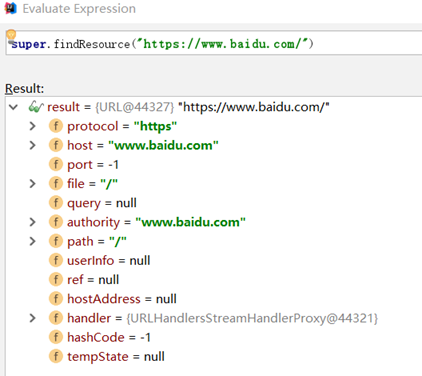 Evaluate Expression
super.findResource("https://www.baidu.com/")
Result:
result = {URL@44327} "https://www.baidu.com/"
f protocol = "https"
f host = "www.baidu.com"
f port = -1
f file = "/"
f query = null
f authority = "www.baidu.com"
f path = "/"
f userInfo = null
f ref = null
f hostAddress = null
f handler = {URLHandlersStreamHandlerProxy@44321}
f hashCode = -1
f tempState = null